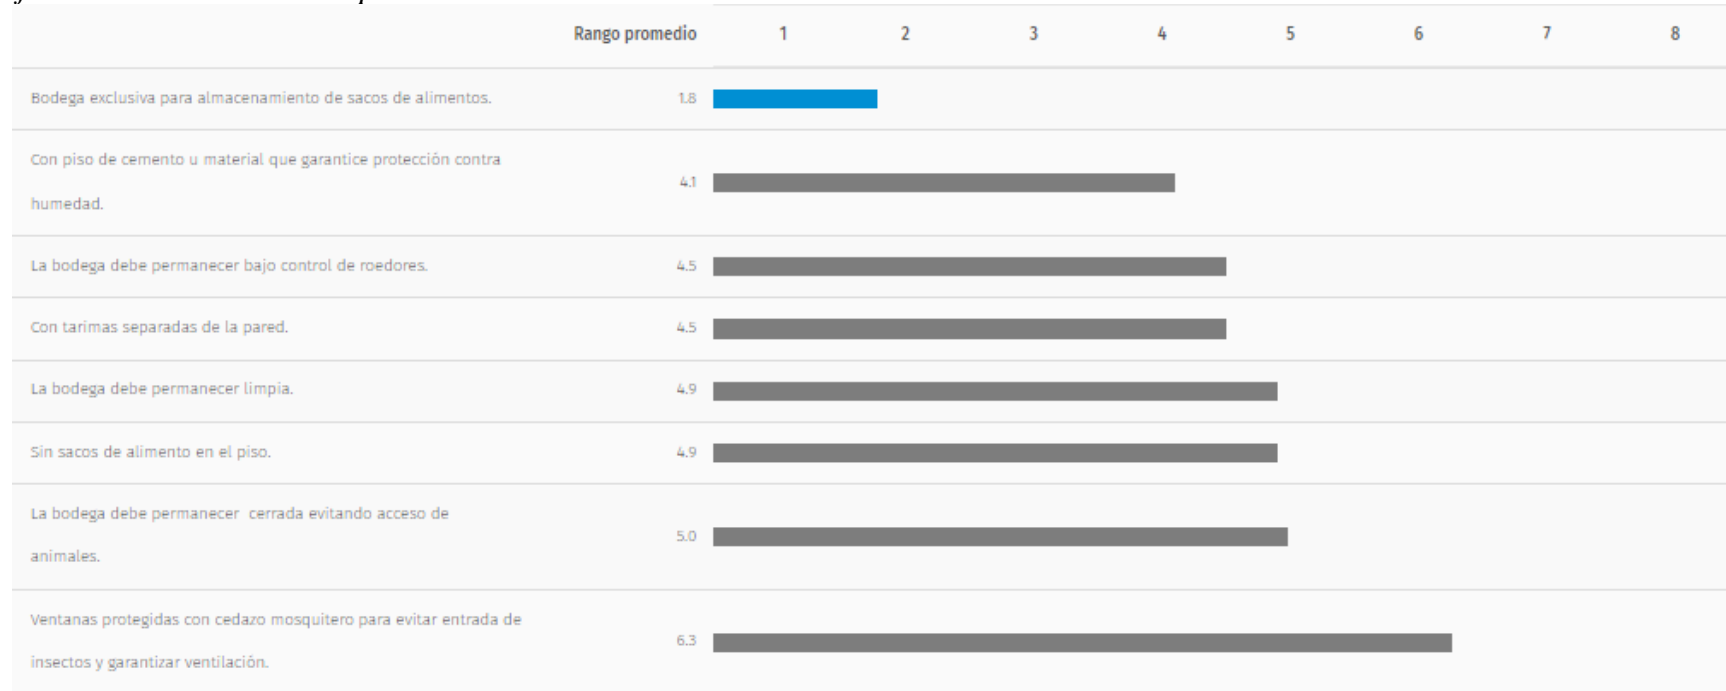 Rango promedio 1 2 3 4 5 6 7 8
Bodega exclusiva para almacenamiento de sacos de alimentos. 1.8
Con piso de cemento u material que garantice protección contra
humedad. 4.1
La bodega debe permanecer bajo control de roedores. 4.5
Con tarimas separadas de la pared. 4.5
La bodega debe permanecer limpia. 4.9
Sin sacos de alimento en el piso. 4.9
La bodega debe permanecer  cerrada evitando acceso de
animales. 5.0
Ventanas protegidas con cedazo mosquitero para evitar entrada de
insectos y garantizar ventilación. 6.3